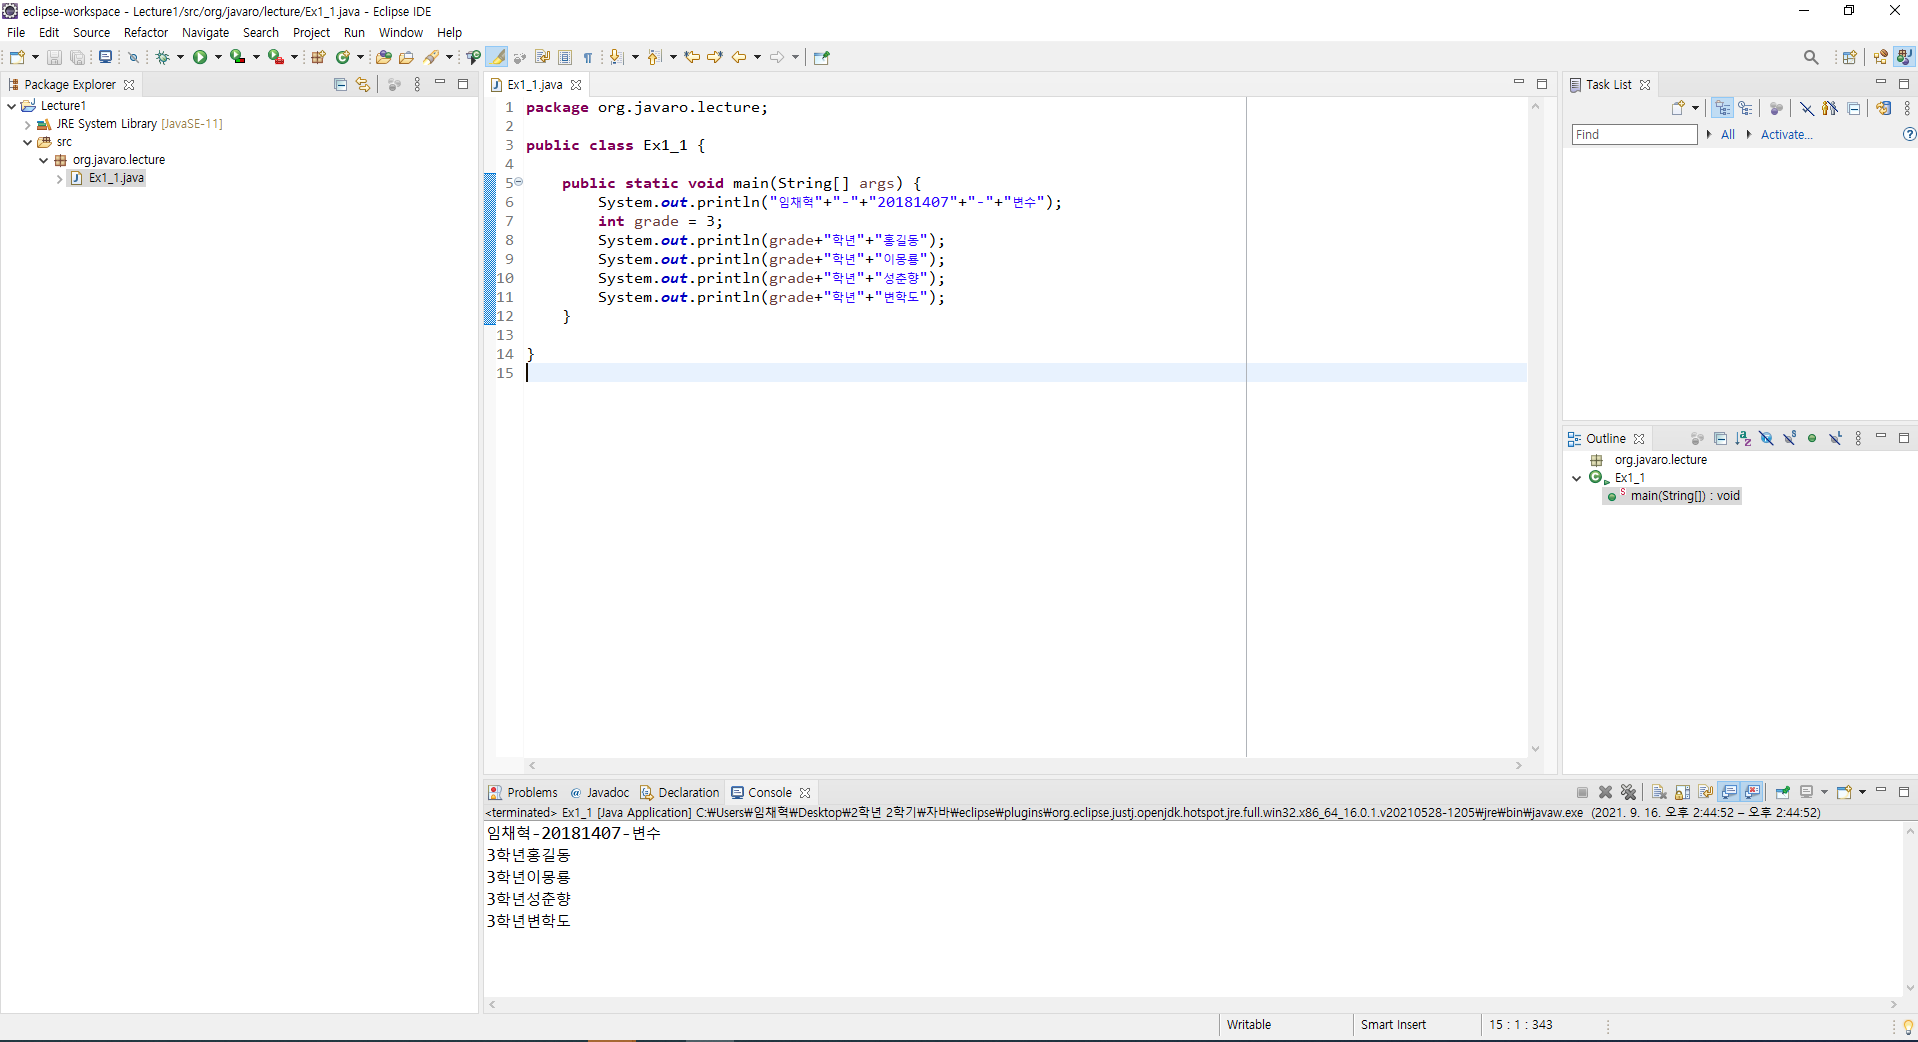 eclipse-workspace - Lecture1/src/org/javaro/lecture/Ex1_1.java - Eclipse IDE
File Edit Source Refactor Navigate Search Project Run Window Help
Package Explorer
Lecture1
JRE System Library [JavaSE-11]
src
org.javaro.lecture
Ex1_1.java
Ex1_1.java
1 package org.javaro.lecture;
2
3 public class Ex1_1 {
4
5 public static void main(String[] args) {
6 System.out.println("임채혁"+"-"+"20181407"+"-"+"변수");
7 int grade = 3;
8 System.out.println(grade+"학년"+"홍길동");
9 System.out.println(grade+"학년"+"이몽룡");
10 System.out.println(grade+"학년"+"성춘향");
11 System.out.println(grade+"학년"+"변학도");
12 }
13
14 }
15
Task List
Find All Activate...
Outline
org.javaro.lecture
Ex1_1
main(String[]) : void
Problems @ Javadoc Declaration Console
<terminated> Ex1_1 [Java Application] C:₩Users₩임채혁₩Desktop₩2학년 2학기₩자바₩eclipse₩plugins₩org.eclipse.justj.openjdk.hotspot.jre.full.win32.x86_64_16.0.1.v20210528-1205₩jre₩bin₩javaw.exe (2021. 9. 16. 오후 2:44:52 – 오후 2:44:52)
임채혁-20181407-변수
3학년홍길동
3학년이몽룡
3학년성춘향
3학년변학도
Writable Smart Insert 15 : 1 : 343